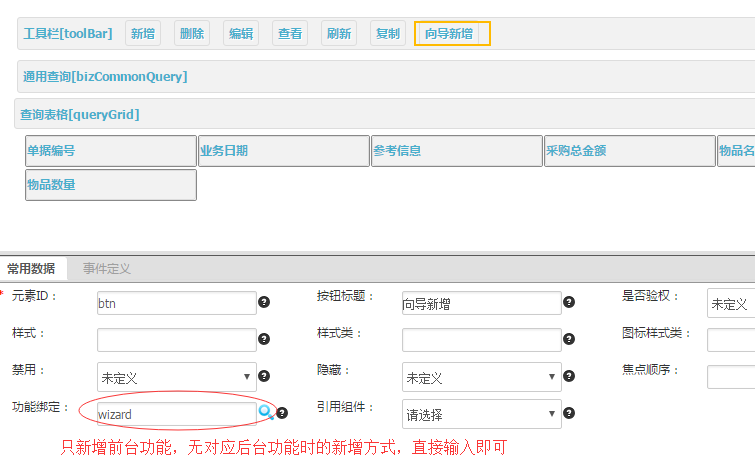 工具栏[toolBar] 新增 删除 编辑 查看 刷新 复制 向导新增
通用查询[bizCommonQuery]
查询表格[queryGrid]
单据编号 业务日期 参考信息 采购总金额 物品名
物品数量
常用数据 事件定义
* 元素ID： btn ? 按钮标题： 向导新增 ? 是否验权： 未定义
样式： ? 样式类： ? 图标样式类：
禁用： 未定义 ? 隐藏： 未定义 ? 焦点顺序：
功能绑定： wizard ? 引用组件： 请选择 ?
只新增前台功能，无对应后台功能时的新增方式，直接输入即可